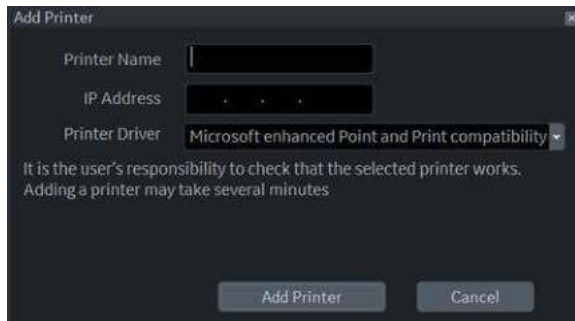 Add Printer
Printer Name
IP Address
. . .
Printer Driver
Microsoft enhanced Point and Print compatibility
It is the user's responsibility to check that the selected printer works.
Adding a printer may take several minutes
Add Printer
Cancel